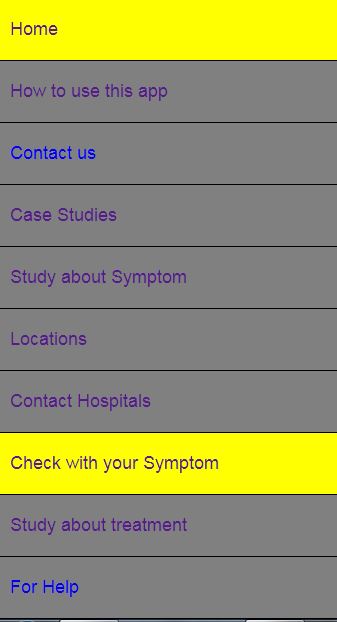 Home
How to use this app
Contact us
Case Studies
Study about Symptom
Locations
Contact Hospitals
Check with your Symptom
Study about treatment
For Help